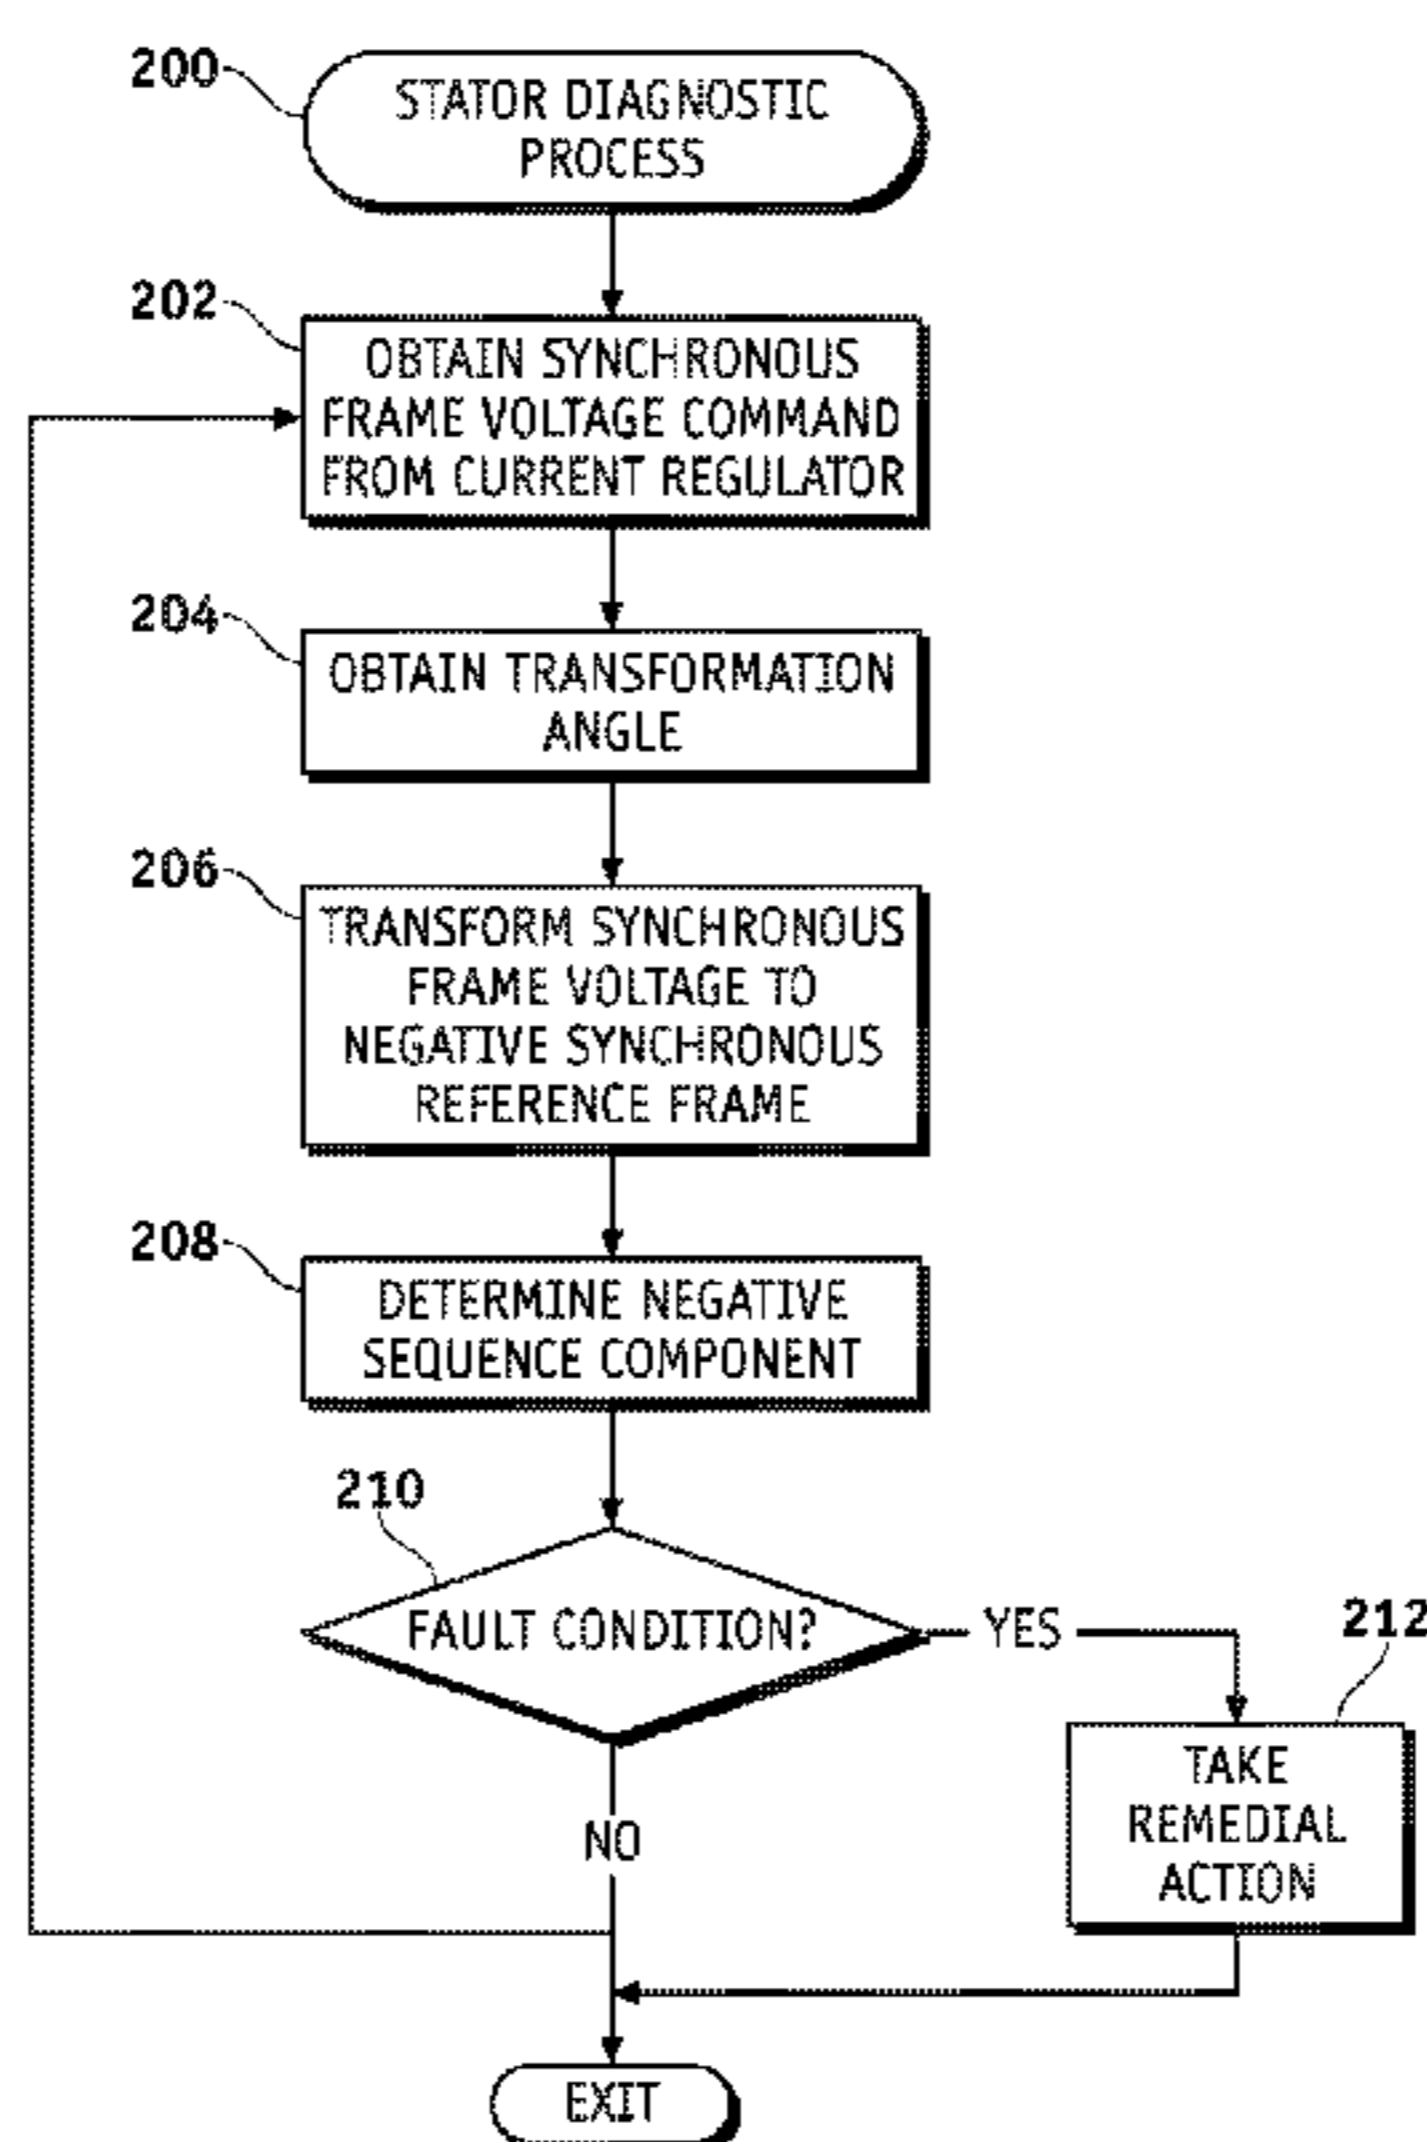 200
STATOR DIAGNOSTIC
PROCESS
202
OBTAIN SYNCHRONOUS
FRAME VOLTAGE COMMAND
FROM CURRENT REGULATOR
204
OBTAIN TRANSFORMATION
ANGLE
206
TRANSFORM SYNCHRONOUS
FRAME VOLTAGE TO
NEGATIVE SYNCHRONOUS
REFERENCE FRAME
208
DETERMINE NEGATIVE
SEQUENCE COMPONENT
210
FAULT CONDITION?
YES
212
TAKE
REMEDIAL
ACTION
NO
EXIT